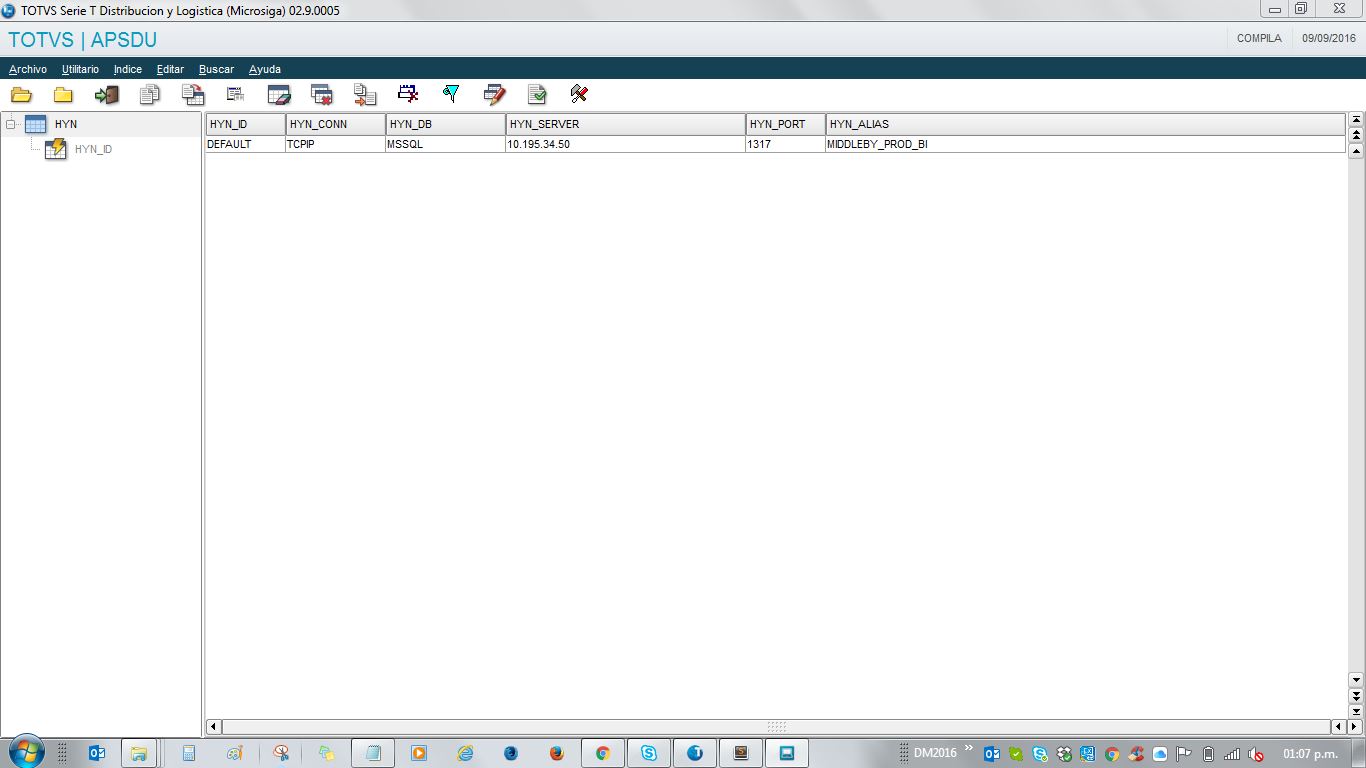 TOTVS Serie T Distribucion y Logistica (Microsiga) 02.9.0005
TOTVS | APSDU
COMPILA 09/09/2016
Archivo Utilitario Indice Editar Buscar Ayuda
HYN
HYN_ID
HYN_ID HYN_CONN HYN_DB HYN_SERVER HYN_PORT HYN_ALIAS
DEFAULT TCPIP MSSQL 10.195.34.50 1317 MIDDLEBY_PROD_BI
DM2016 » 01:07 p.m.